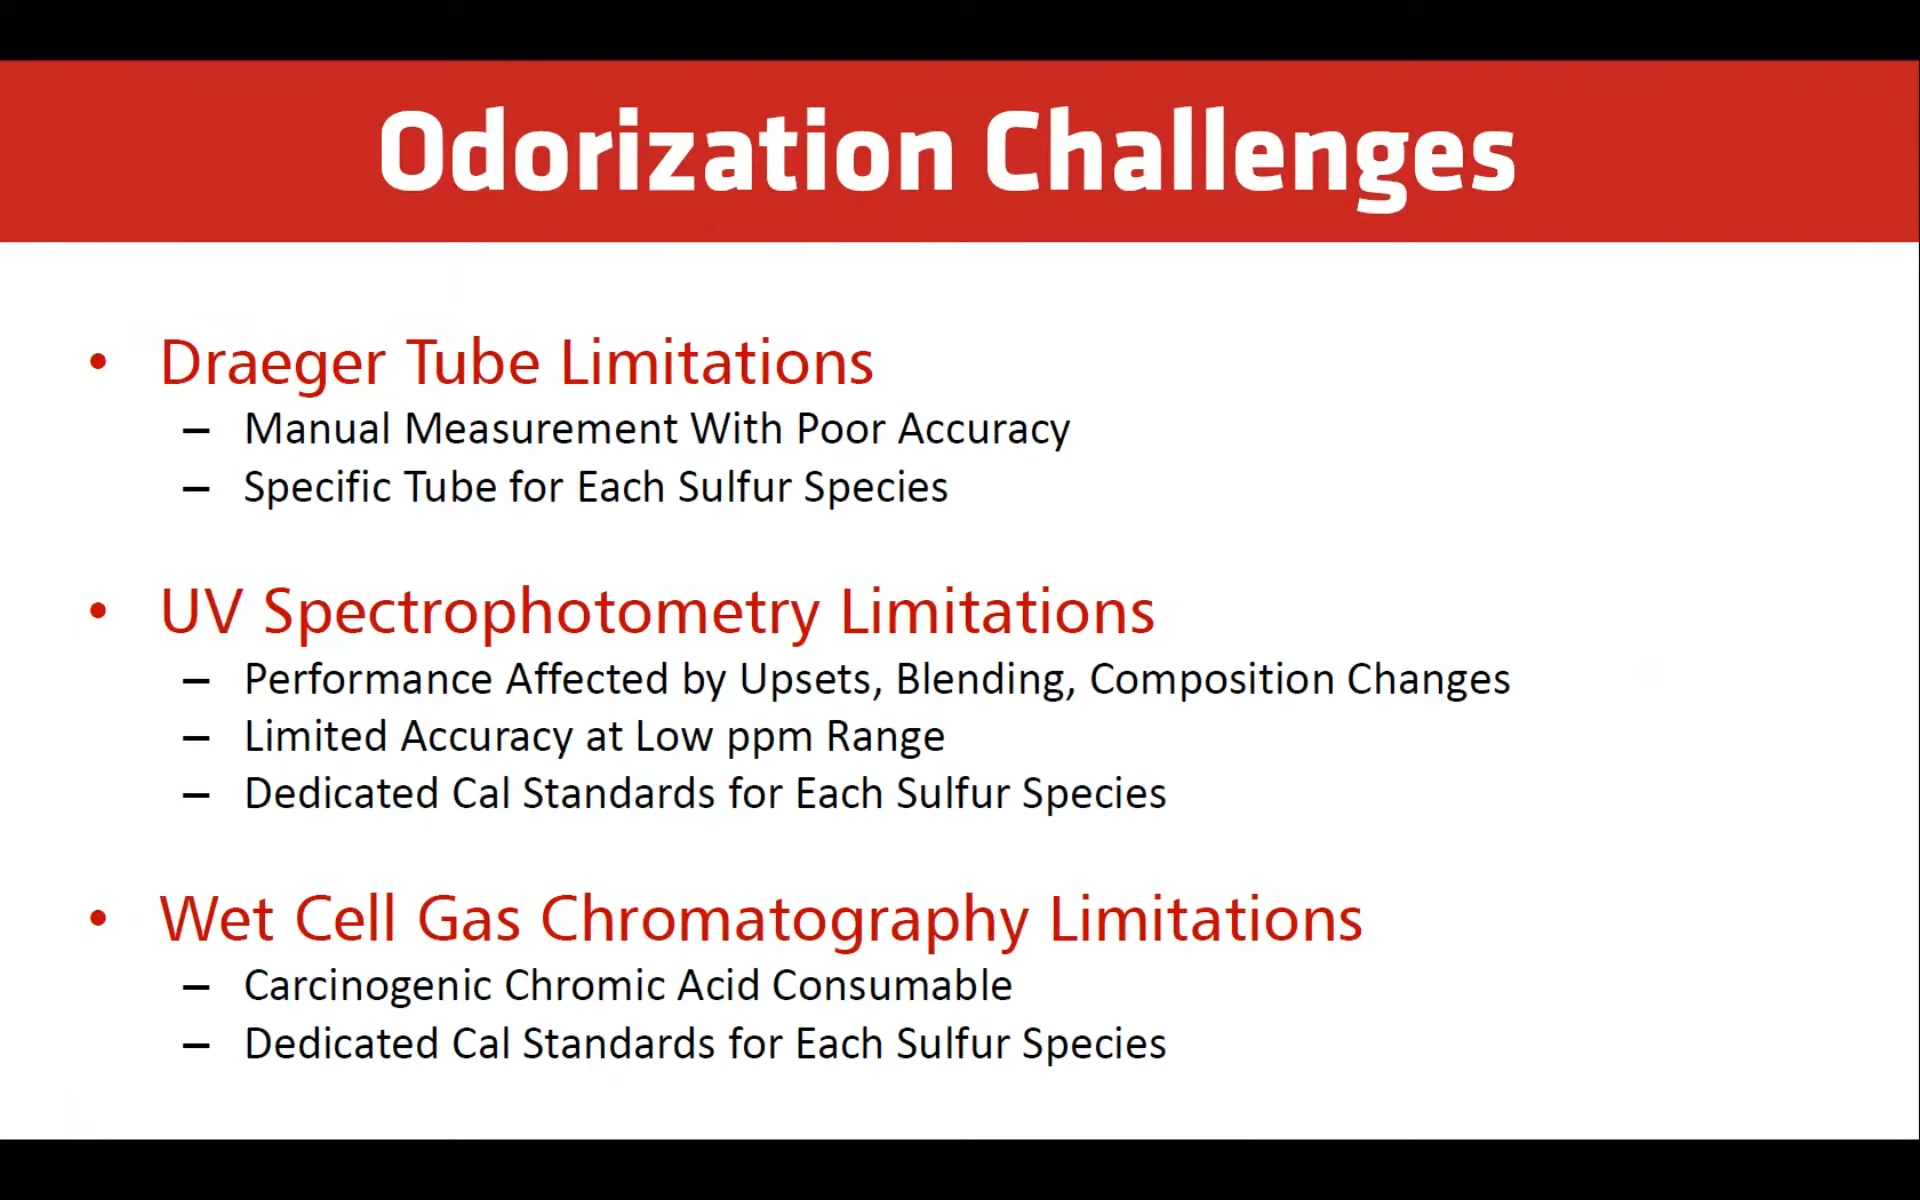 Odorization Challenges
• Draeger Tube Limitations
– Manual Measurement With Poor Accuracy
– Specific Tube for Each Sulfur Species
• UV Spectrophotometry Limitations
– Performance Affected by Upsets, Blending, Composition Changes
– Limited Accuracy at Low ppm Range
– Dedicated Cal Standards for Each Sulfur Species
• Wet Cell Gas Chromatography Limitations
– Carcinogenic Chromic Acid Consumable
– Dedicated Cal Standards for Each Sulfur Species